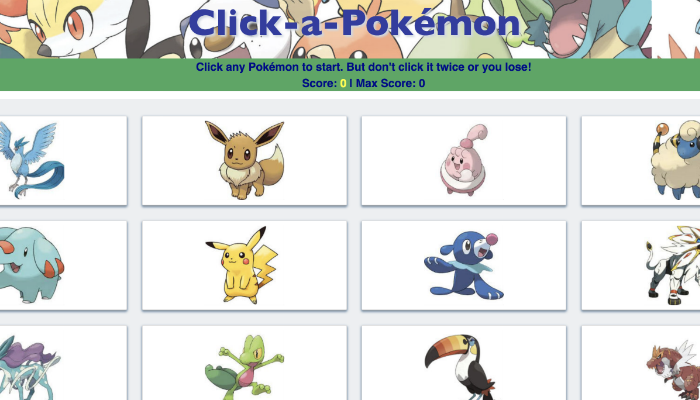 Click-a-Pokémon
Click any Pokémon to start. But don't click it twice or you lose!
Score: 0 | Max Score: 0